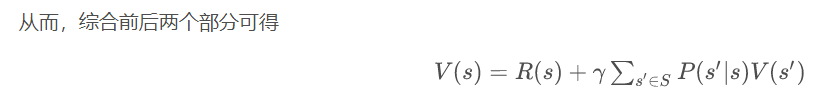 从而，综合前后两个部分可得
V(s) = R(s) + γ ∑_{s'∈S} P(s'|s)V(s')